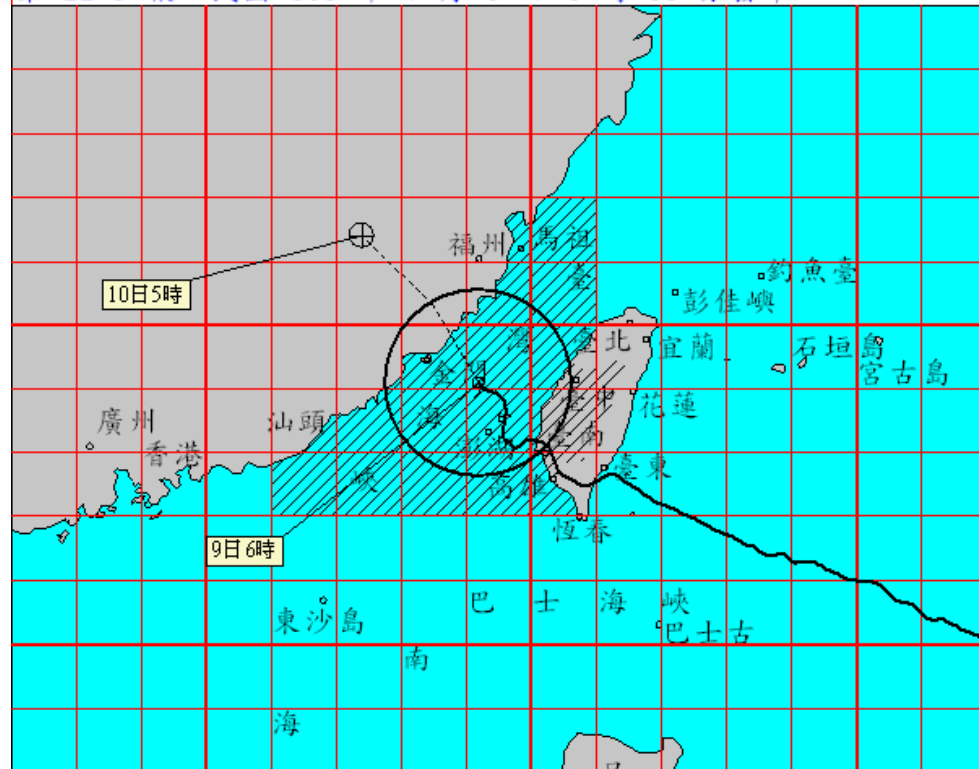 福州
馬祖
釣魚臺
10日5時
彭佳嶼
臺
灣
海
峽
臺北
宜蘭
石垣島
宮古島
臺中
花蓮
廣州
汕頭
香港
澎湖
臺南
高雄
臺東
恆春
9日6時
巴士海峽
東沙島
巴士古
南
海